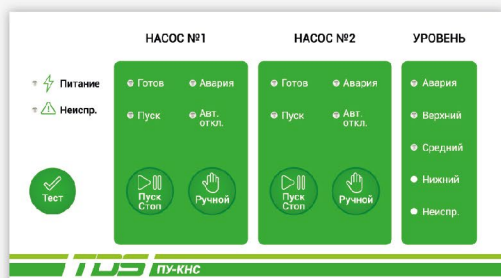 НАСОС №1
НАСОС №2
УРОВЕНЬ
Питание
Неиспр.
Тест
Готов
Авария
Пуск
Авт.
откл.
Пуск
Стоп
Ручной
Готов
Авария
Пуск
Авт.
откл.
Пуск
Стоп
Ручной
Авария
Верхний
Средний
Нижний
Неиспр.
ПУ-КНС